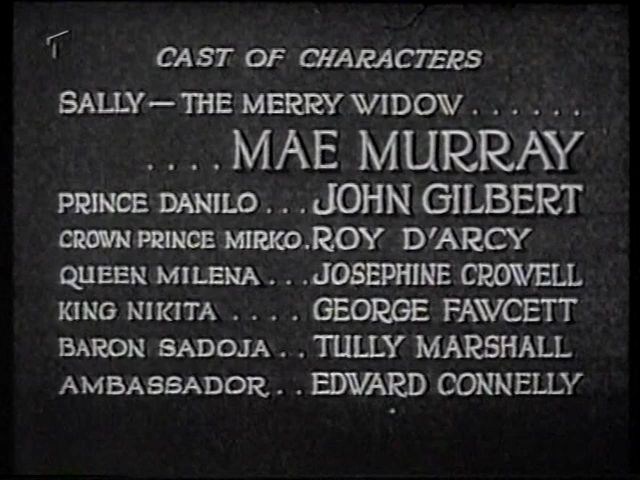 CAST OF CHARACTERS
SALLY — THE MERRY WIDOW . . . . . .
. . . . MAE MURRAY
PRINCE DANILO . . . JOHN GILBERT
CROWN PRINCE MIRKO . ROY D'ARCY
QUEEN MILENA . . . JOSEPHINE CROWELL
KING NIKITA . . . . GEORGE FAWCETT
BARON SADOJA . . TULLY MARSHALL
AMBASSADOR . . EDWARD CONNELLY